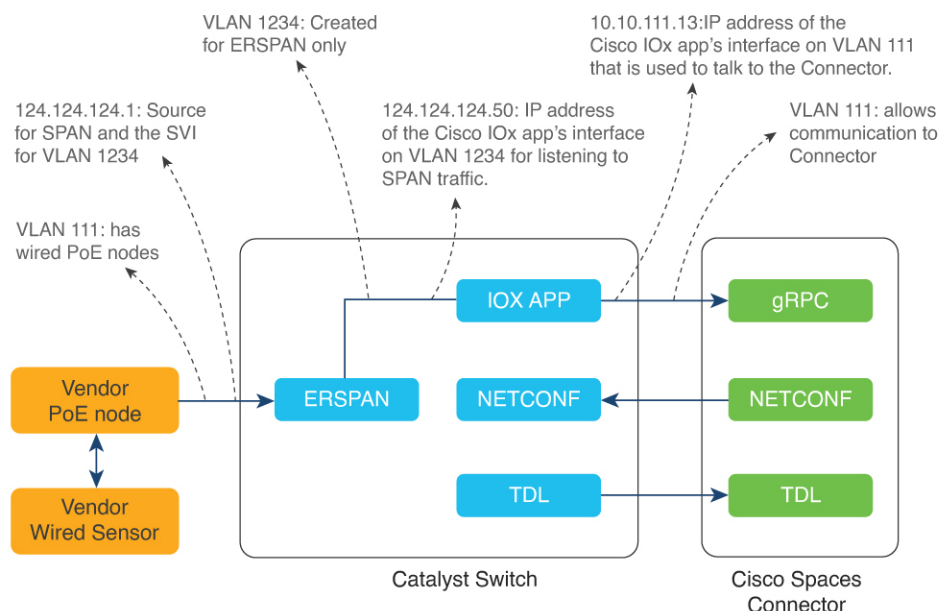 VLAN 1234: Created
for ERSPAN only
10.10.111.13:IP address of the
Cisco IOx app's interface on VLAN 111
that is used to talk to the Connector.
124.124.124.1: Source
for SPAN and the SVI
for VLAN 1234
124.124.124.50: IP address
of the Cisco IOx app's interface
on VLAN 1234 for listening to
SPAN traffic.
VLAN 111: allows
communication to
Connector
VLAN 111: has
wired PoE nodes
IOX APP
gRPC
Vendor
PoE node
ERSPAN
NETCONF
NETCONF
Vendor
Wired Sensor
TDL
TDL
Catalyst Switch
Cisco Spaces
Connector